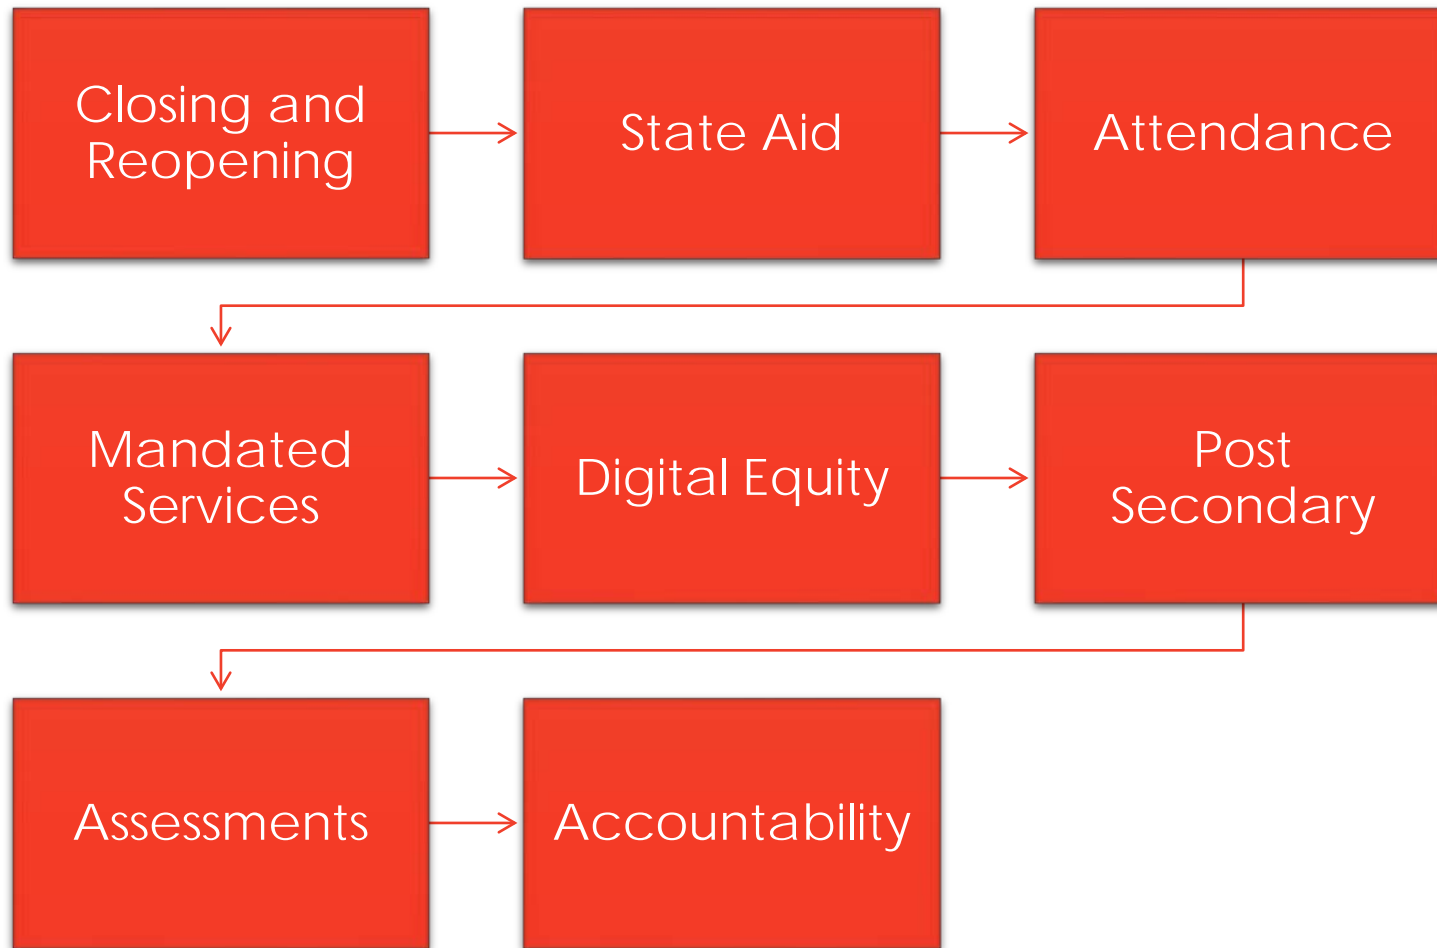 Closing and
Reopening
State Aid
Attendance
Mandated
Services
Digital Equity
Post
Secondary
Assessments
Accountability